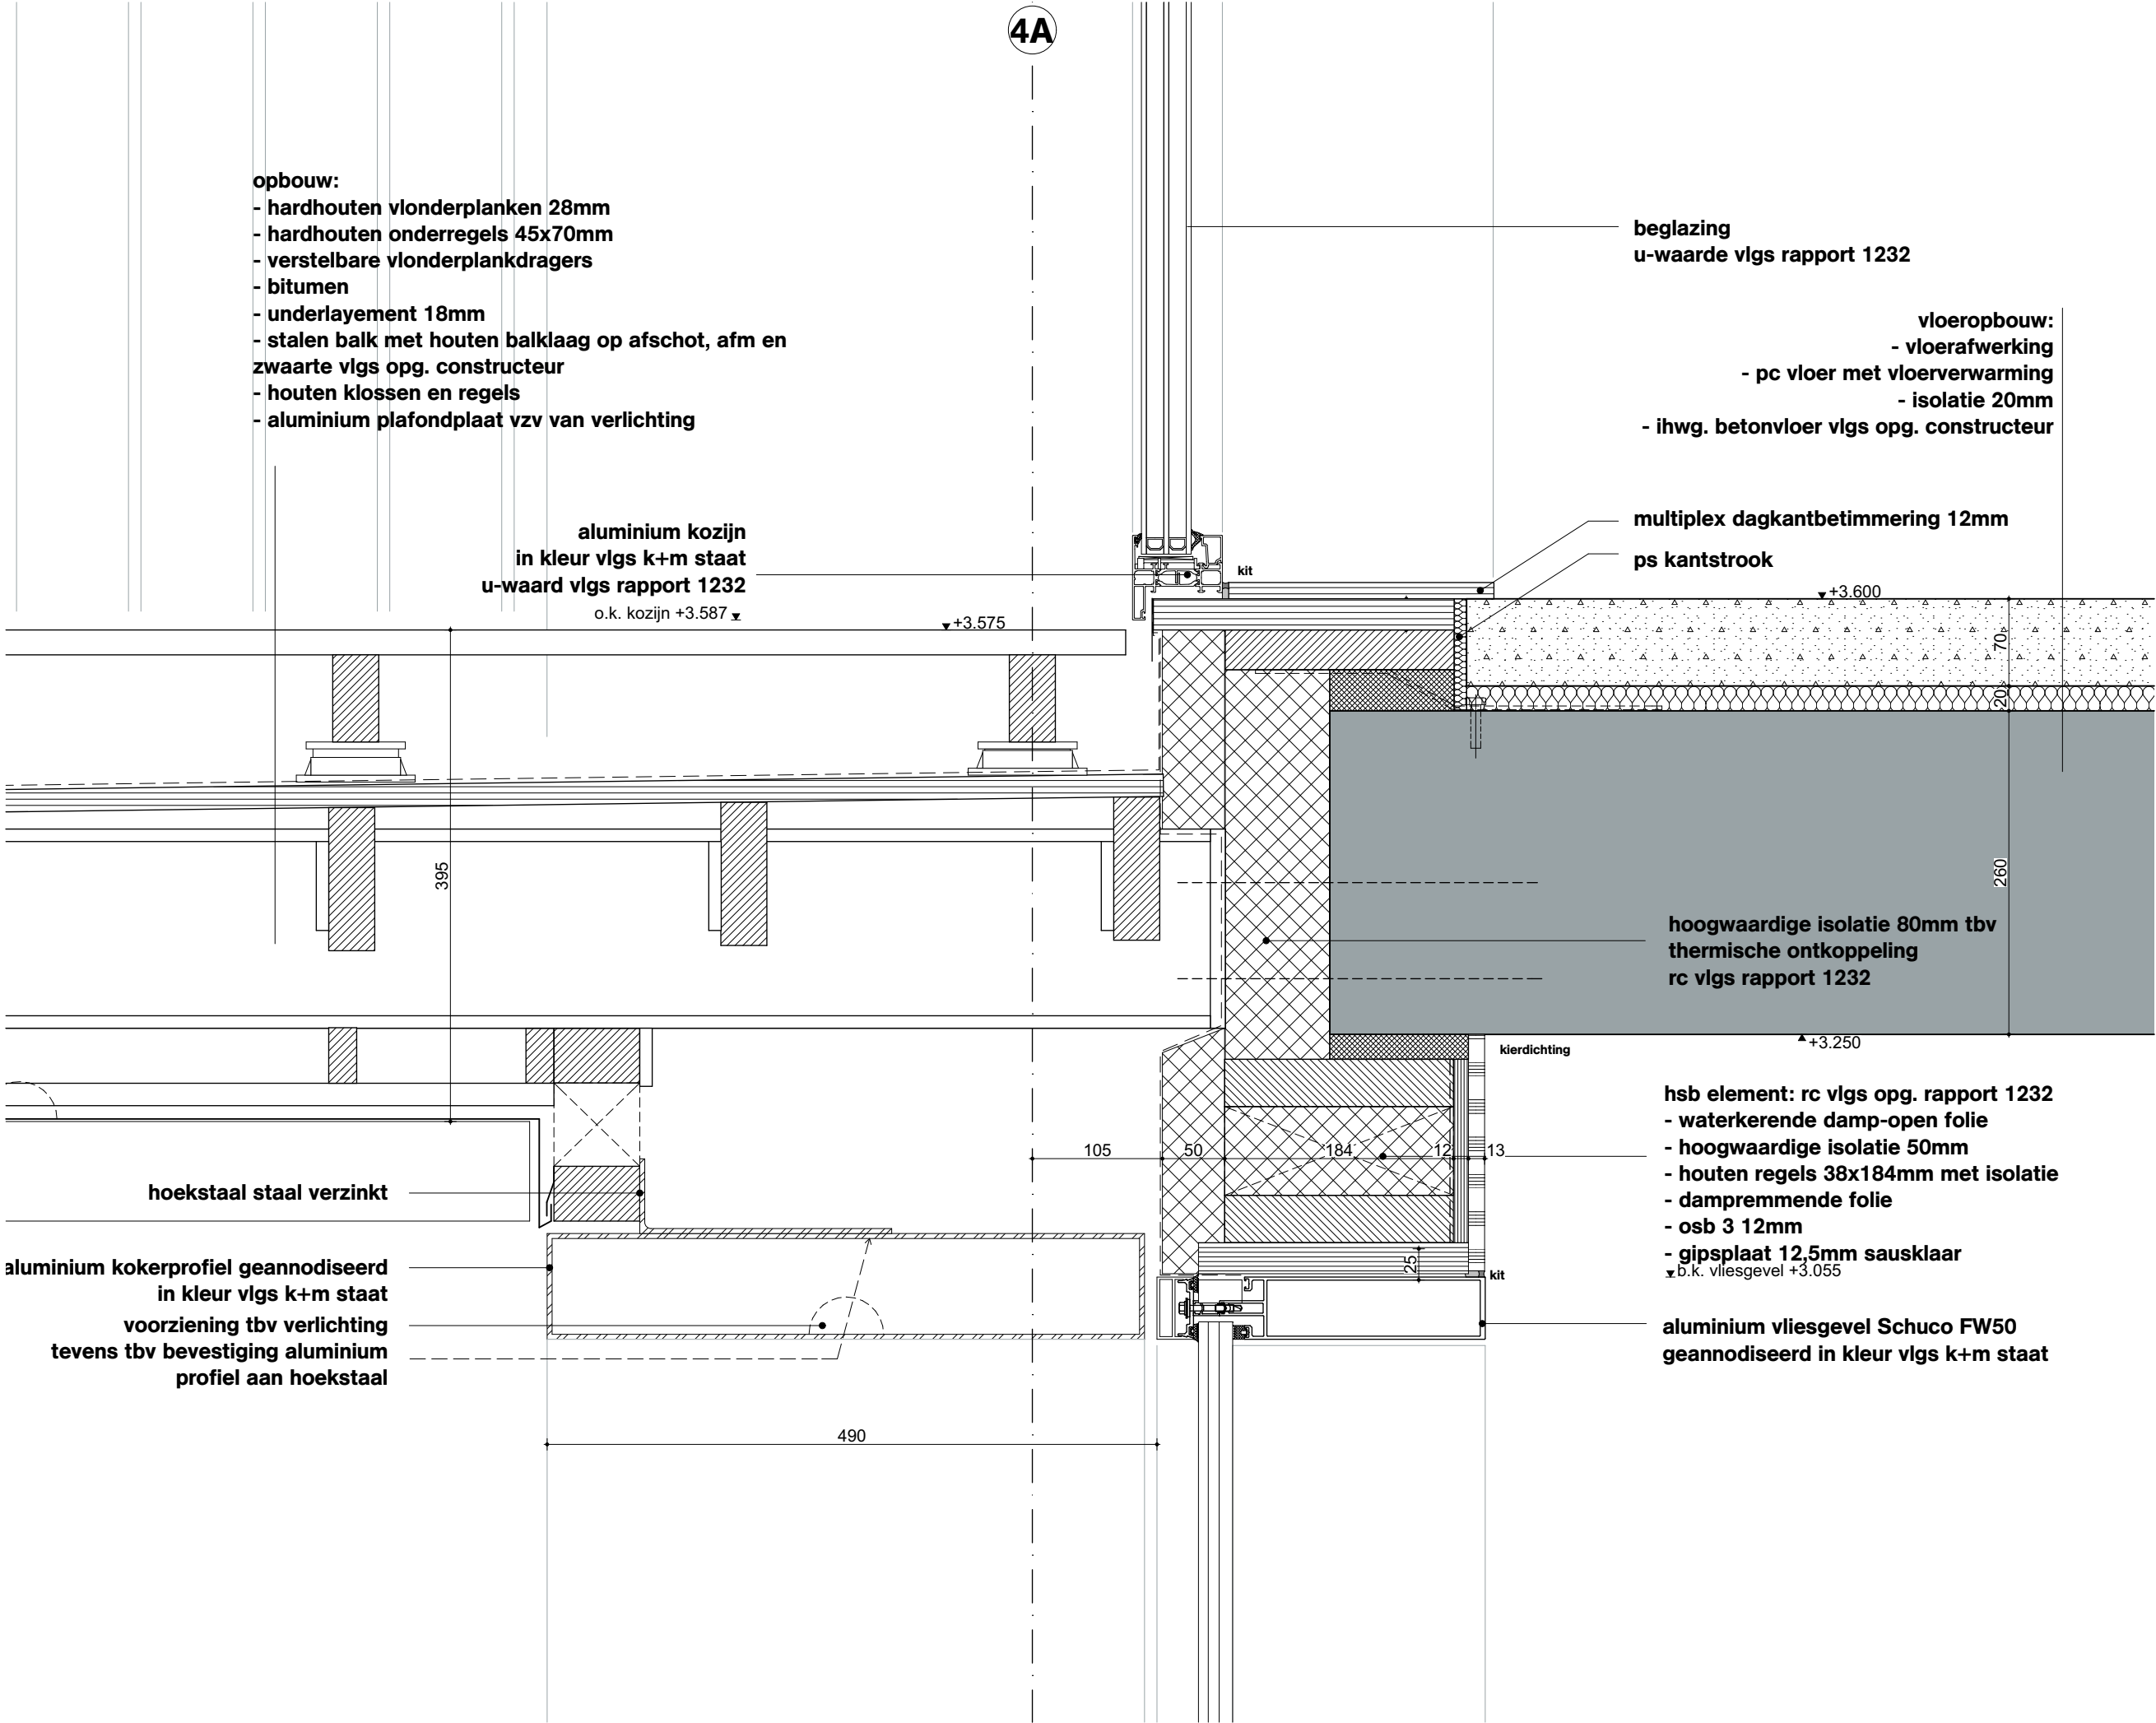 4A
opbouw:
- hardhouten vlonderplanken 28mm
- hardhouten onderregels 45x70mm
- verstelbare vlonderplankdragers
- bitumen
- underlayement 18mm
- stalen balk met houten balklaag op afschot, afm en
zwaarte vlgs opg. constructeur
- houten klossen en regels
- aluminium plafondplaat vzv van verlichting
beglazing
u-waarde vlgs rapport 1232
vloeropbouw:
- vloerafwerking
- pc vloer met vloerverwarming
- isolatie 20mm
- ihwg. betonvloer vlgs opg. constructeur
aluminium kozijn
in kleur vlgs k+m staat
u-waard vlgs rapport 1232
o.k. kozijn +3.587
+3.575
kit
multiplex dagkantbetimmering 12mm
ps kantstrook
+3.600
70
20
260
395
hoogwaardige isolatie 80mm tbv
thermische ontkoppeling
rc vlgs rapport 1232
kierdichting
+3.250
hsb element: rc vlgs opg. rapport 1232
- waterkerende damp-open folie
- hoogwaardige isolatie 50mm
- houten regels 38x184mm met isolatie
- dampremmende folie
- osb 3 12mm
- gipsplaat 12,5mm sausklaar
b.k. vliesgevel +3.055
105
50
184
12
13
25
kit
hoekstaal staal verzinkt
aluminium kokerprofiel geannodiseerd
in kleur vlgs k+m staat
voorziening tbv verlichting
tevens tbv bevestiging aluminium
profiel aan hoekstaal
aluminium vliesgevel Schuco FW50
geannodiseerd in kleur vlgs k+m staat
490